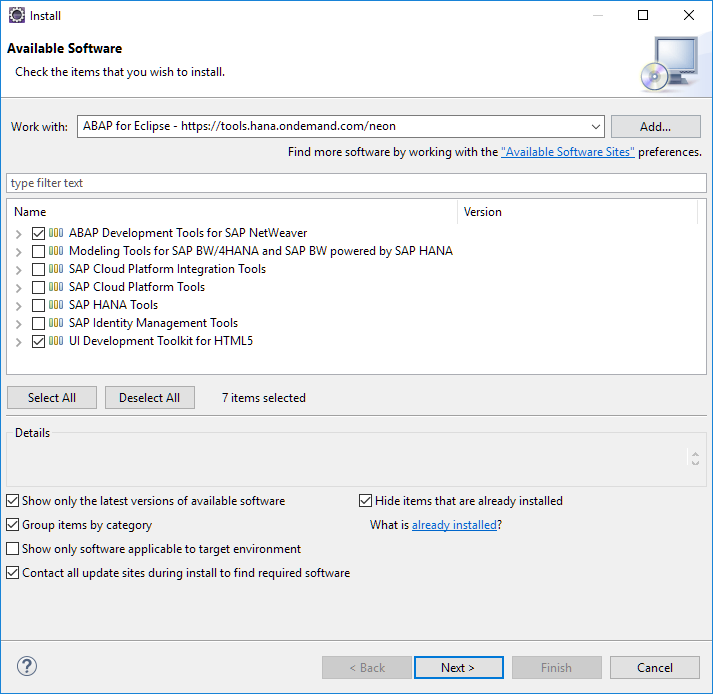 Install
Available Software
Check the items that you wish to install.
Work with: ABAP for Eclipse - https://tools.hana.ondemand.com/neon Add...
Find more software by working with the "Available Software Sites" preferences.
type filter text
Name Version
ABAP Development Tools for SAP NetWeaver
Modeling Tools for SAP BW/4HANA and SAP BW powered by SAP HANA
SAP Cloud Platform Integration Tools
SAP Cloud Platform Tools
SAP HANA Tools
SAP Identity Management Tools
UI Development Toolkit for HTML5
Select All Deselect All 7 items selected
Details
Show only the latest versions of available software Hide items that are already installed
Group items by category What is already installed?
Show only software applicable to target environment
Contact all update sites during install to find required software
? < Back Next > Finish Cancel